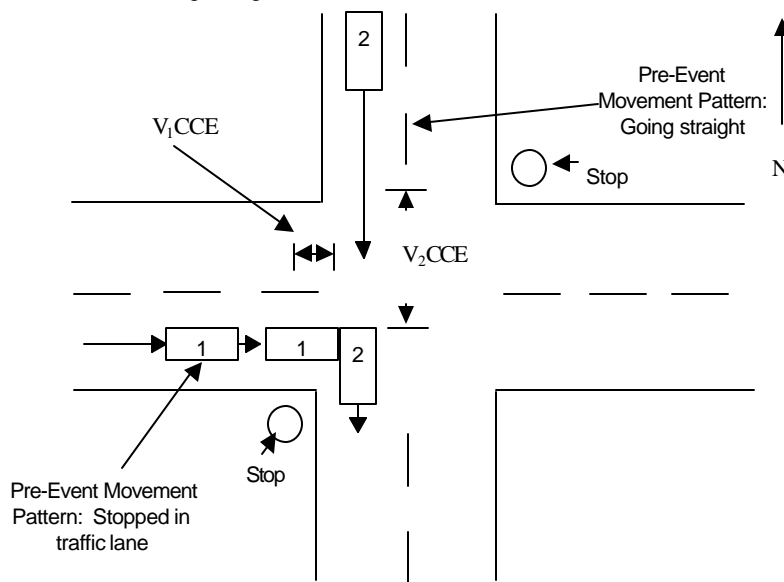 2
Pre-Event
Movement Pattern:
Going straight
V₁CCE
Stop
N
V₂CCE
1
1
2
Stop
Pre-Event Movement
Pattern: Stopped in
traffic lane